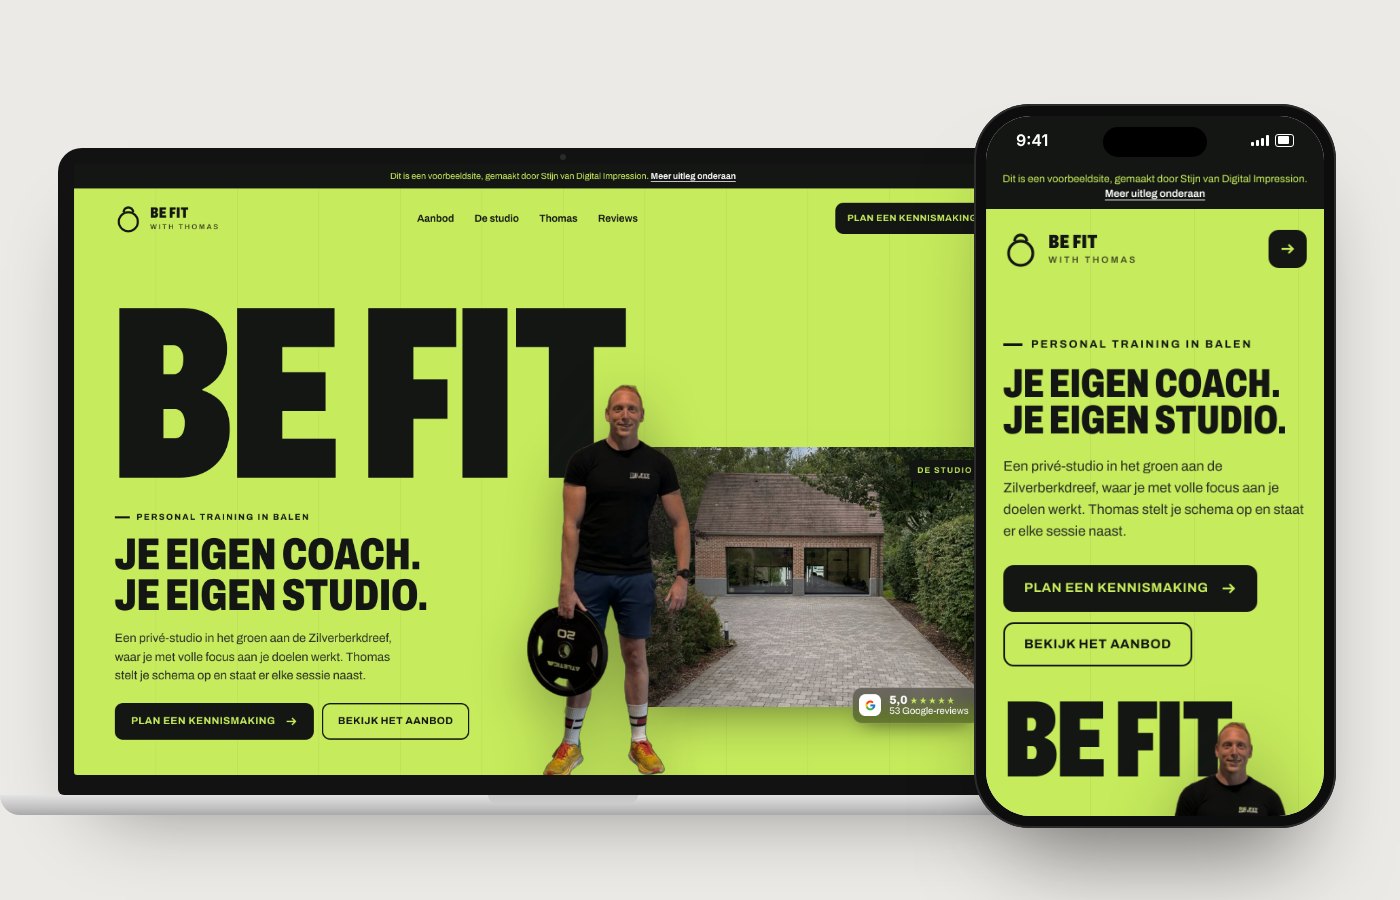 Dit is een voorbeeldsite, gemaakt door Stijn van Digital Impression. Meer uitleg onderaan
BE FIT
WITH THOMAS
Aanbod
De studio
Thomas
Reviews
PLAN EEN KENNISMAKING
BE FIT
DE STUDIO
PERSONAL TRAINING IN BALEN
JE EIGEN COACH.
JE EIGEN STUDIO.
Een privé-studio in het groen aan de Zilverberkdreef,
waar je met volle focus aan je doelen werkt. Thomas
stelt je schema op en staat er elke sessie naast.
PLAN EEN KENNISMAKING →
BEKIJK HET AANBOD
20
ATLETICA
5,0 ★★★★★
53 Google-reviews
9:41
Dit is een voorbeeldsite, gemaakt door Stijn van Digital Impression.
Meer uitleg onderaan
BE FIT
WITH THOMAS
→
PERSONAL TRAINING IN BALEN
JE EIGEN COACH.
JE EIGEN STUDIO.
Een privé-studio in het groen aan de
Zilverberkdreef, waar je met volle focus aan je
doelen werkt. Thomas stelt je schema op en staat
er elke sessie naast.
PLAN EEN KENNISMAKING →
BEKIJK HET AANBOD
BE FIT